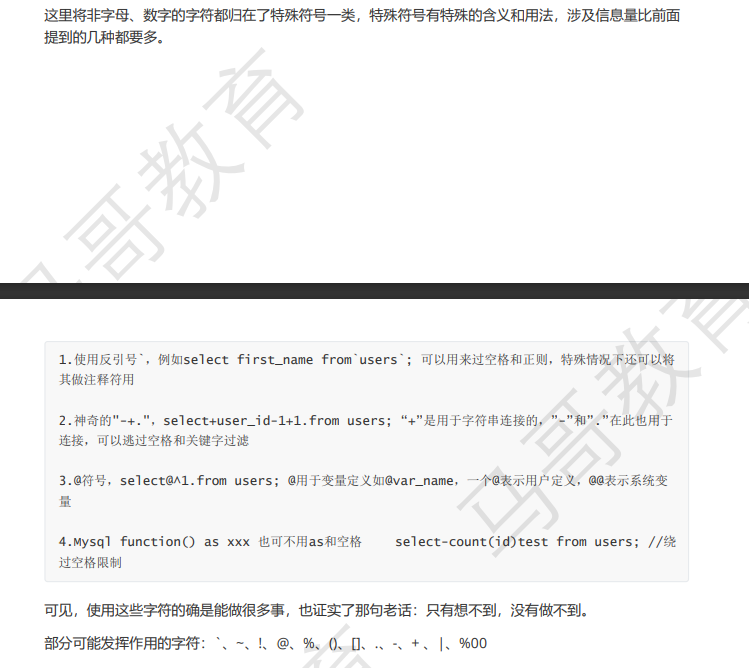 这里将非字母、数字的字符都归在了特殊符号一类，特殊符号有特殊的含义和用法，涉及信息量比前面
提到的几种都要多。
马哥教育
1.使用反引号`，例如select first_name from`users`; 可以用来过空格和正则，特殊情况下还可以将
其做注释符用
2.神奇的"-+."，select+user_id-1+1.from users; “+”是用于字符串连接的，”-”和”.”在此也用于
连接，可以逃过空格和关键字过滤
3.@符号，select@^1.from users; @用于变量定义如@var_name，一个@表示用户定义，@@表示系统变
量
4.Mysql function() as xxx 也可不用as和空格    select-count(id)test from users; //绕
过空格限制
马哥教育
可见，使用这些字符的确是能做很多事，也证实了那句老话：只有想不到，没有做不到。
部分可能发挥作用的字符：`、~、!、@、%、()、[]、.、-、+ 、|、%00